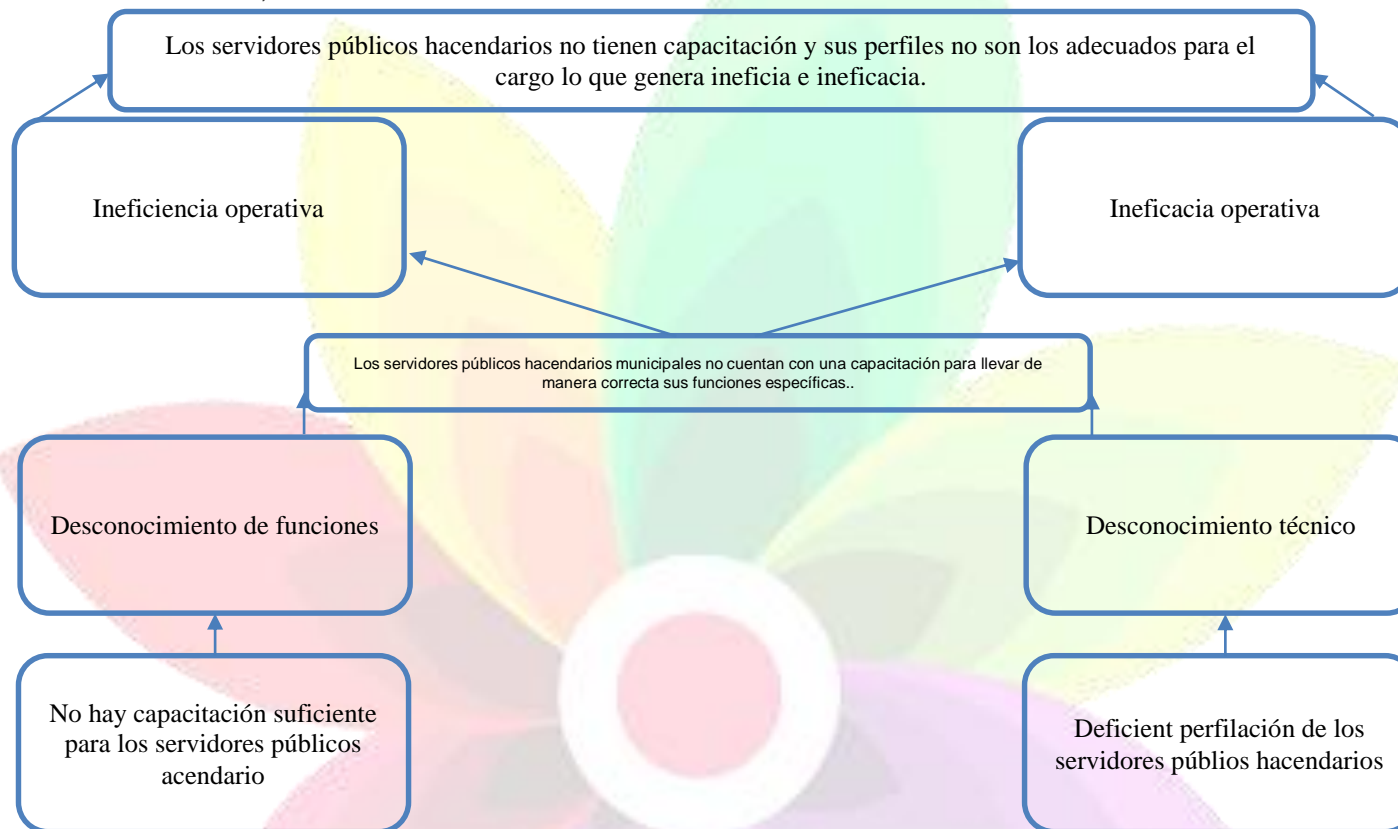 Los servidores públicos hacendarios no tienen capacitación y sus perfiles no son los adecuados para el
cargo lo que genera ineficia e ineficacia.
Ineficiencia operativa
Ineficacia operativa
Los servidores públicos hacendarios municipales no cuentan con una capacitación para llevar de
manera correcta sus funciones específicas..
Desconocimiento de funciones
Desconocimiento técnico
No hay capacitación suficiente
para los servidores públicos
acendario
Deficient perfilación de los
servidores públios hacendarios